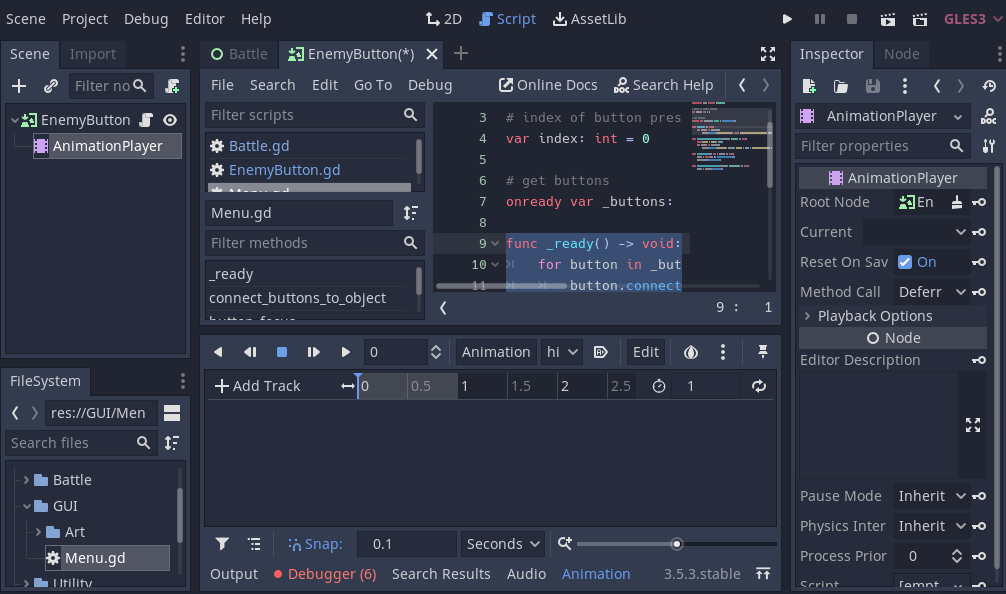 Scene Project Debug Editor Help 2D Script AssetLib GLES3
Scene Import
Filter no
EnemyButton
AnimationPlayer
FileSystem
res://GUI/Men
Search files
Battle
GUI
Art
Menu.gd
Utility
Battle EnemyButton(*)
File Search Edit Go To Debug Online Docs Search Help
Filter scripts
Battle.gd
EnemyButton.gd
Menu.gd
Menu.gd
Filter methods
_ready
connect_buttons_to_object
button_focus
3 # index of button pres
4 var index: int = 0
5
6 # get buttons
7 onready var _buttons:
8
9 func _ready() -> void:
10 for button in _but
11 button.connect
9 : 1
0 Animation hi Edit
Add Track 0 0.5 1 1.5 2 2.5 1
Snap: 0.1 Seconds
Output Debugger (6) Search Results Audio Animation 3.5.3.stable
Inspector Node
AnimationPlayer
Filter properties
AnimationPlayer
Root Node En
Current
Reset On Sav On
Method Call Deferr
Playback Options
Node
Editor Description
Pause Mode Inherit
Physics Inter Inherit
Process Prior 0
Script [empt